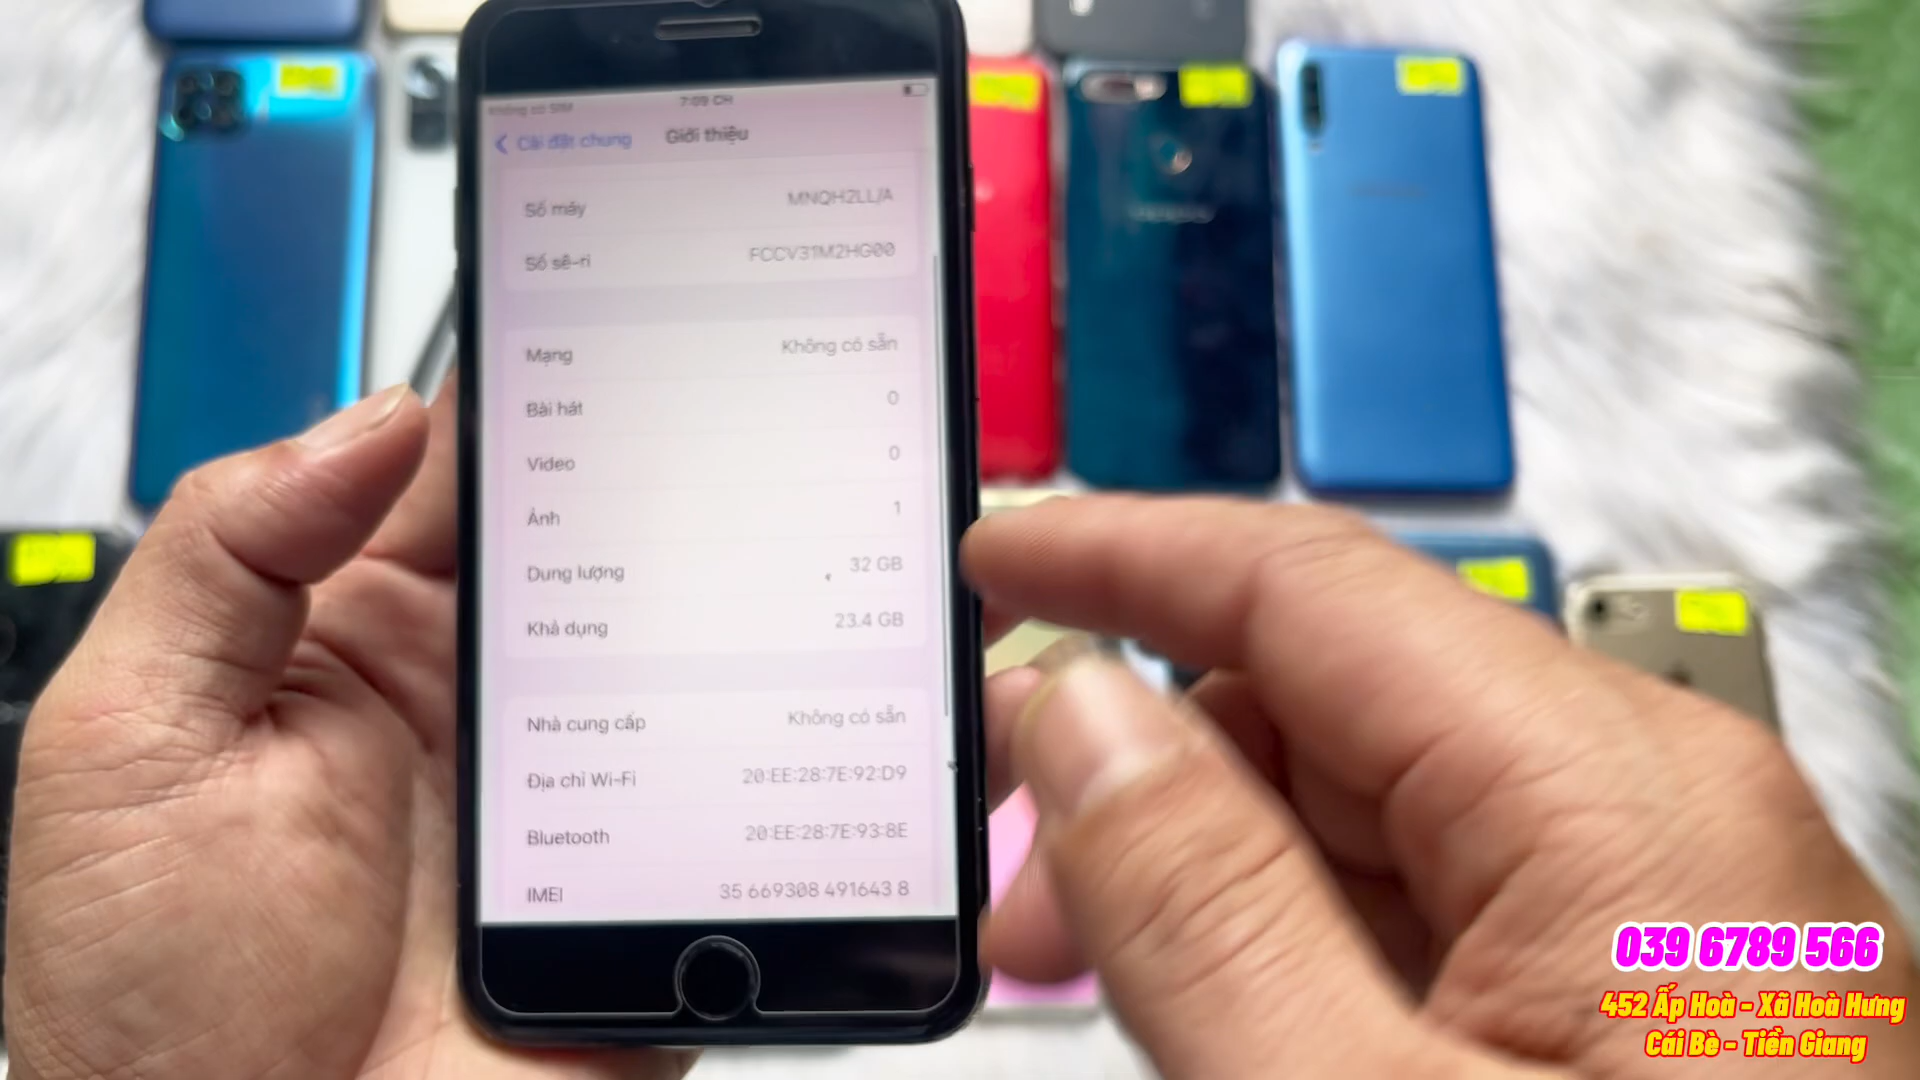 Không có SIM
7:09 CH
Cài đặt chung
Giới thiệu
Số máy MNQH2LL/A
Số sê-ri FCCV31M2HG00
Mạng Không có sẵn
Bài hát 0
Video 0
Ảnh 1
Dung lượng 32 GB
Khả dụng 23.4 GB
Nhà cung cấp Không có sẵn
Địa chỉ Wi-Fi 20:EE:28:7E:92:D9
Bluetooth 20:EE:28:7E:93:8E
IMEI 35 669308 491643 8
039 6789 566
452 Ấp Hoà - Xã Hoà Hưng
Cái Bè - Tiền Giang